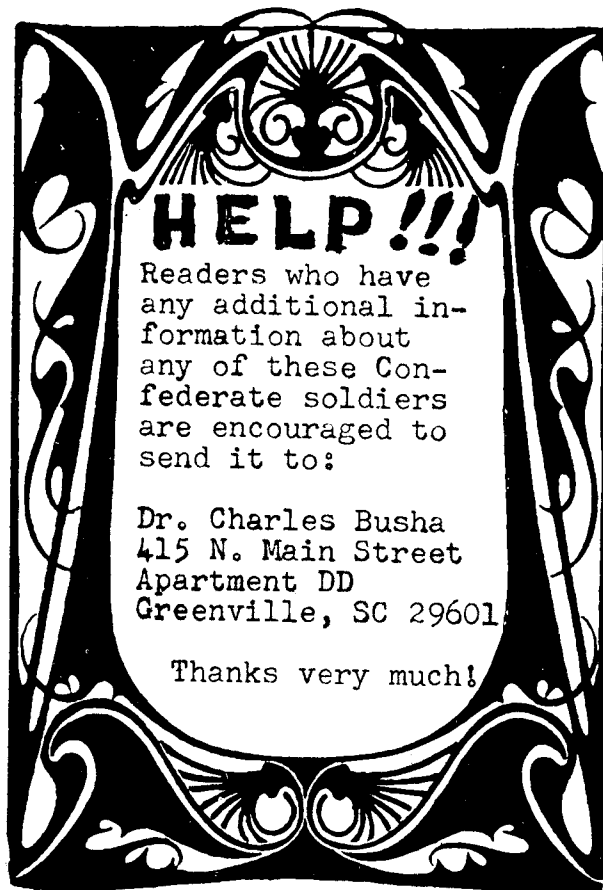 HELP!!!
Readers who have
any additional in-
formation about
any of these Con-
federate soldiers
are encouraged to
send it to:
Dr. Charles Busha
415 N. Main Street
Apartment DD
Greenville, SC 29601
Thanks very much!